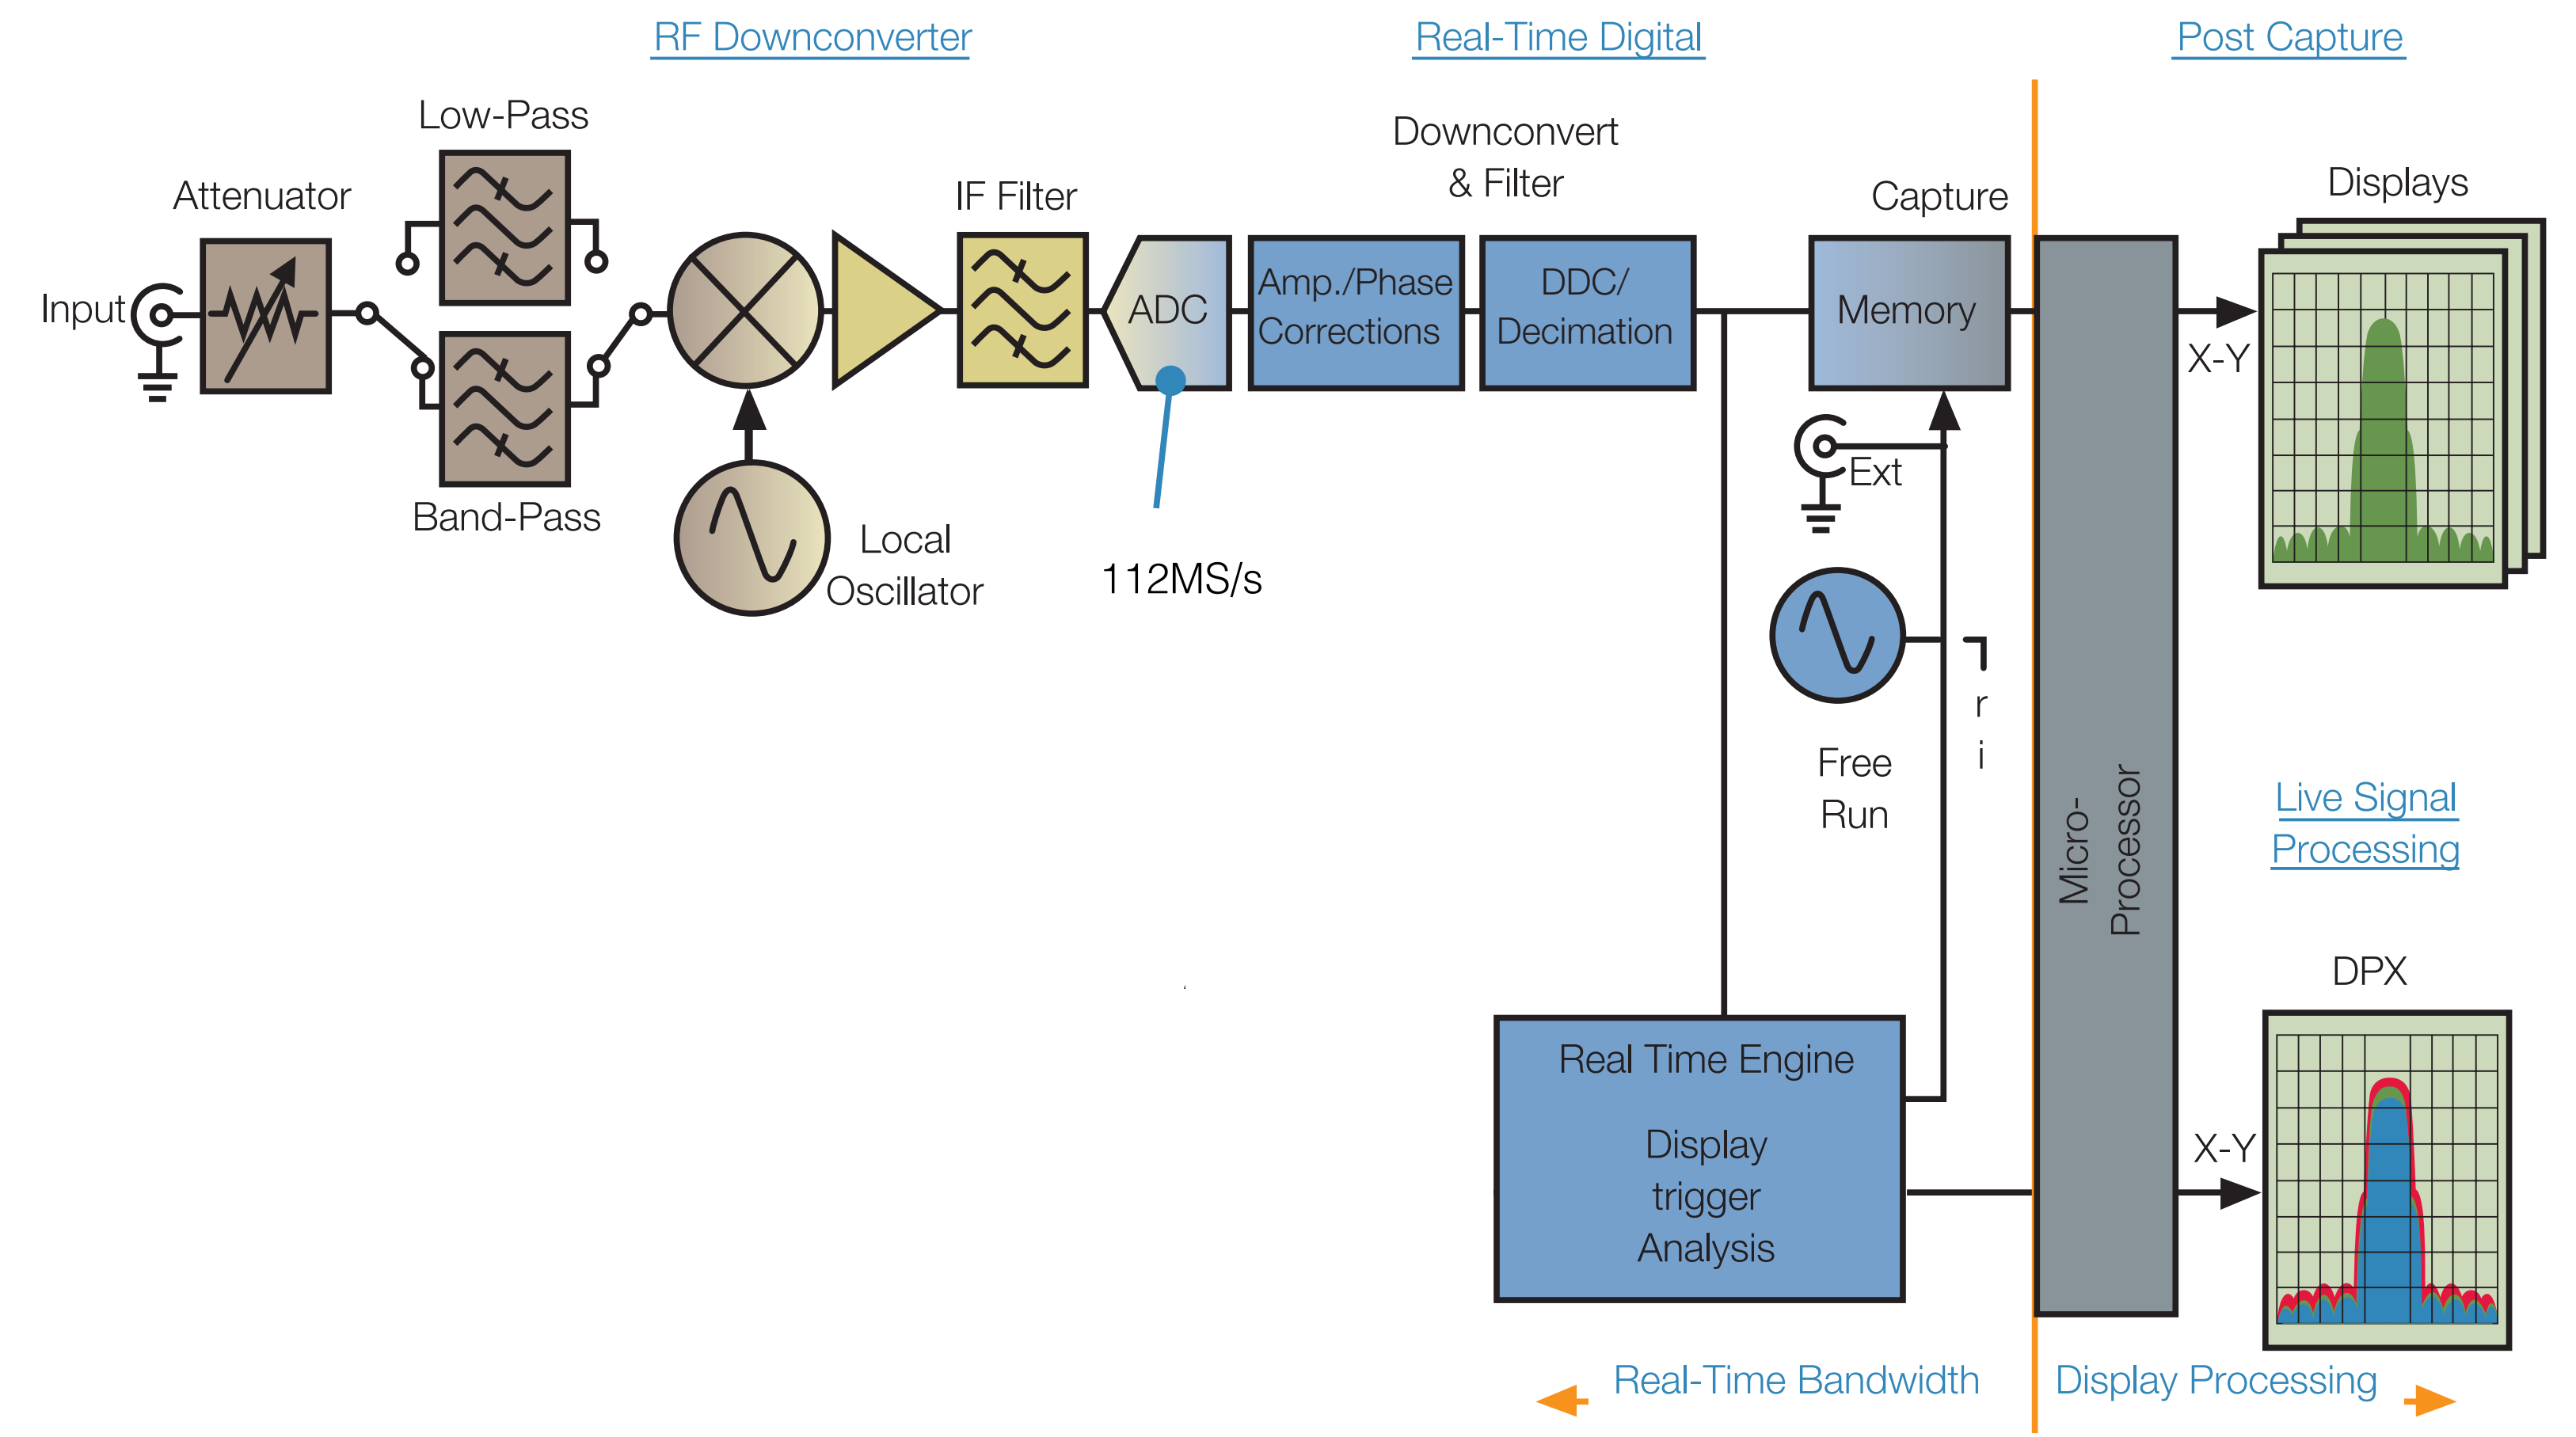 RF Downconverter
Real-Time Digital
Post Capture
Low-Pass
Attenuator
Input
Band-Pass
Local
Oscillator
IF Filter
ADC
112MS/s
Downconvert
& Filter
Amp./Phase
Corrections
DDC/
Decimation
Capture
Memory
Ext
Free
Run
r
i
Real Time Engine
Display
trigger
Analysis
Micro-
Processor
Displays
X-Y
Live Signal
Processing
DPX
X-Y
Real-Time Bandwidth
Display Processing